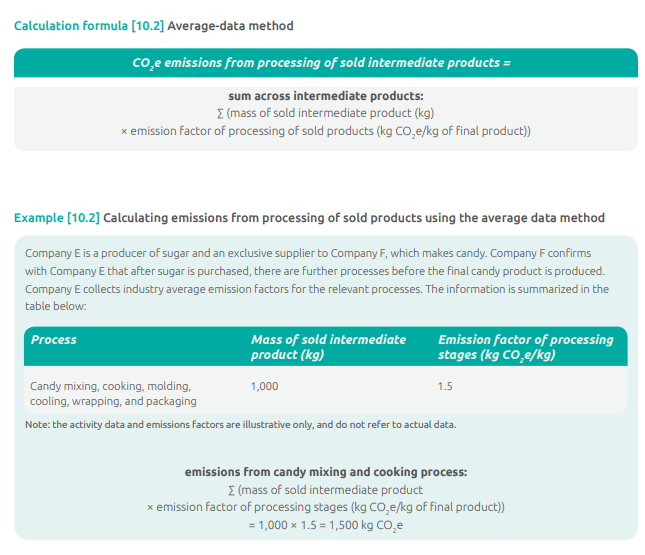 Calculation formula [10.2] Average-data method
CO₂e emissions from processing of sold intermediate products =
sum across intermediate products:
∑ (mass of sold intermediate product (kg)
× emission factor of processing of sold products (kg CO₂e/kg of final product))
Example [10.2] Calculating emissions from processing of sold products using the average data method
Company E is a producer of sugar and an exclusive supplier to Company F, which makes candy. Company F confirms
with Company E that after sugar is purchased, there are further processes before the final candy product is produced.
Company E collects industry average emission factors for the relevant processes. The information is summarized in the
table below:
Process
Mass of sold intermediate
product (kg)
Emission factor of processing
stages (kg CO₂e/kg)
Candy mixing, cooking, molding,
cooling, wrapping, and packaging
1,000
1.5
Note: the activity data and emissions factors are illustrative only, and do not refer to actual data.
emissions from candy mixing and cooking process:
∑ (mass of sold intermediate product
× emission factor of processing stages (kg CO₂e/kg of final product))
= 1,000 × 1.5 = 1,500 kg CO₂e